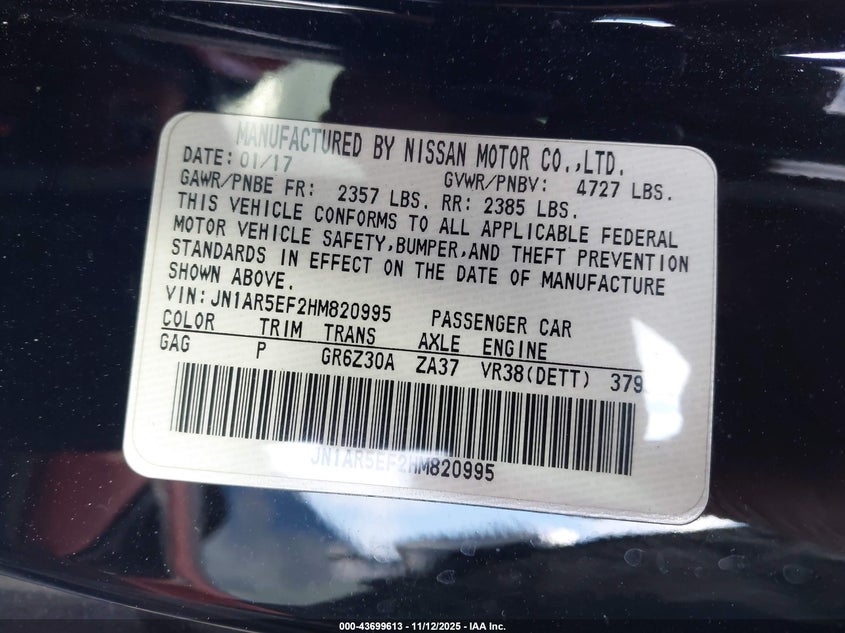 MANUFACTURED BY NISSAN MOTOR CO.,LTD.
DATE: 01/17 GVWR/PNBV: 4727 LBS.
GAWR/PNBE FR: 2357 LBS. RR: 2385 LBS.
THIS VEHICLE CONFORMS TO ALL APPLICABLE FEDERAL
MOTOR VEHICLE SAFETY,BUMPER,AND THEFT PREVENTION
STANDARDS IN EFFECT ON THE DATE OF MANUFACTURE
SHOWN ABOVE.
VIN:JN1AR5EF2HM820995 PASSENGER CAR
COLOR TRIM TRANS AXLE ENGINE
GAG P GR6Z30A ZA37 VR38(DETT) 379
JN1AR5EF2HM820995
000-43699613 - 11/12/2025 - IAA Inc.